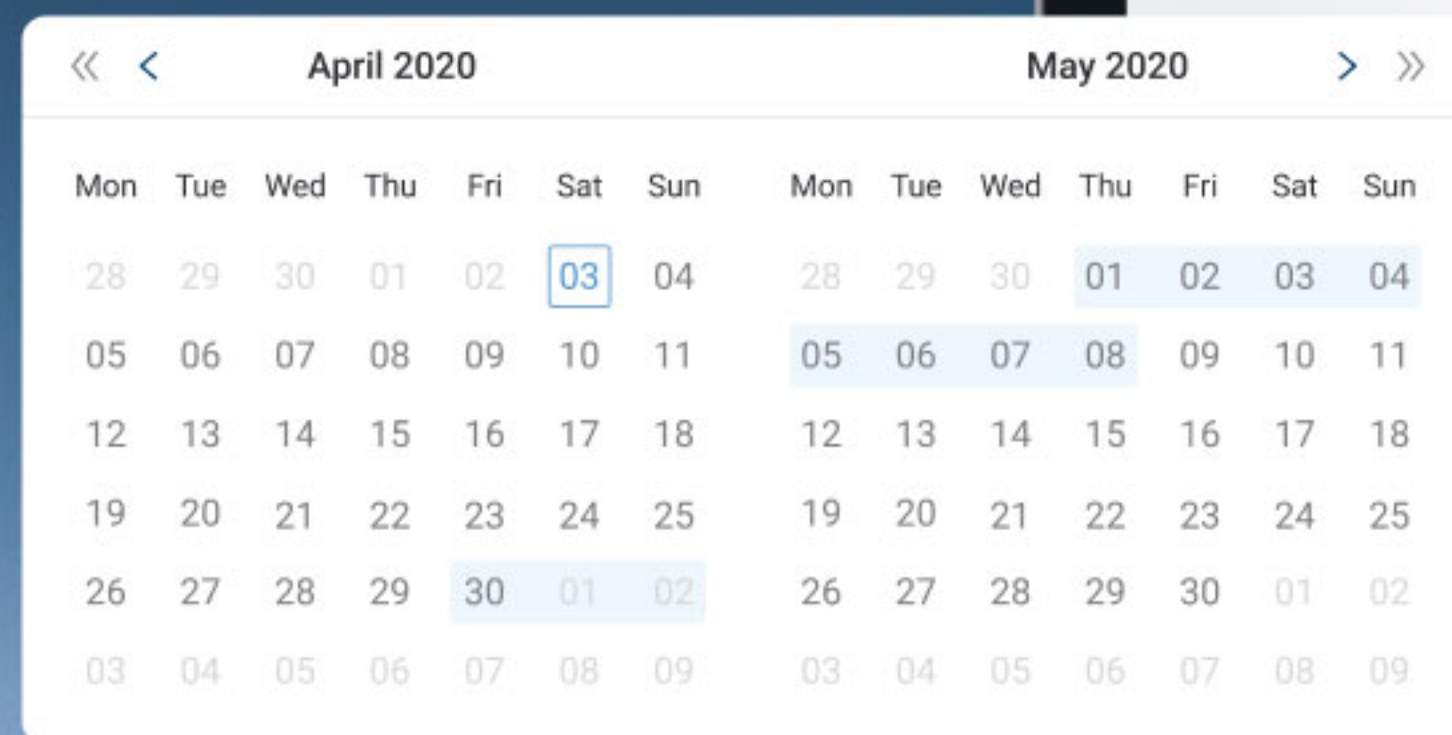 « < April 2020 May 2020 > »
Mon Tue Wed Thu Fri Sat Sun Mon Tue Wed Thu Fri Sat Sun
28 29 30 01 02 03 04 28 29 30 01 02 03 04
05 06 07 08 09 10 11 05 06 07 08 09 10 11
12 13 14 15 16 17 18 12 13 14 15 16 17 18
19 20 21 22 23 24 25 19 20 21 22 23 24 25
26 27 28 29 30 01 02 26 27 28 29 30 01 02
03 04 05 06 07 08 09 03 04 05 06 07 08 09